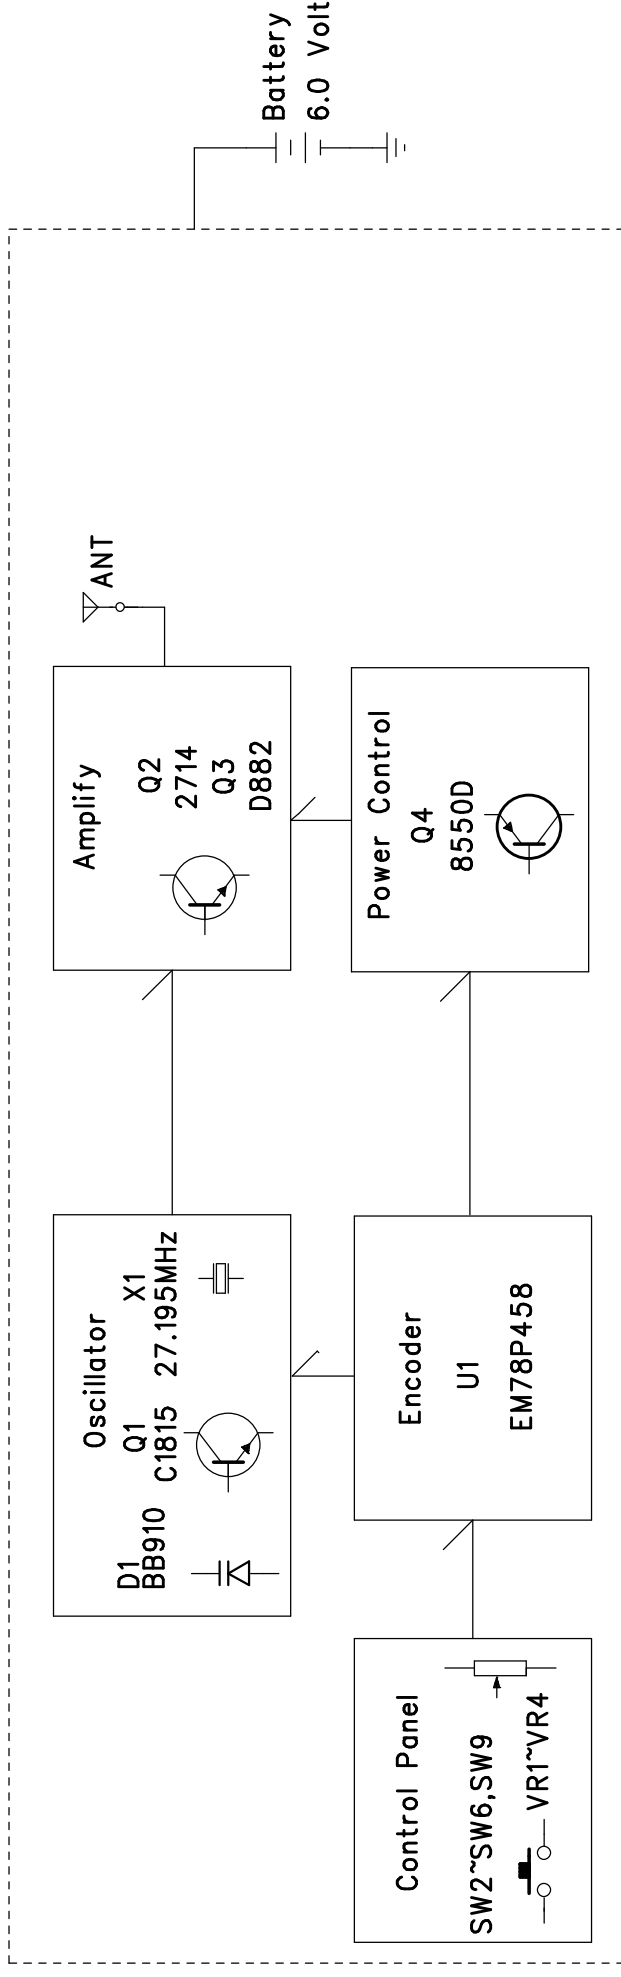 Oscillator
D1
BB910
Q1
C1815
X1
27.195MHz
Amplify
Q2
2714
Q3
D882
ANT
Battery
6.0 Volt
Control Panel
SW2~SW6,SW9
VR1~VR4
Encoder
U1
EM78P458
Power Control
Q4
8550D